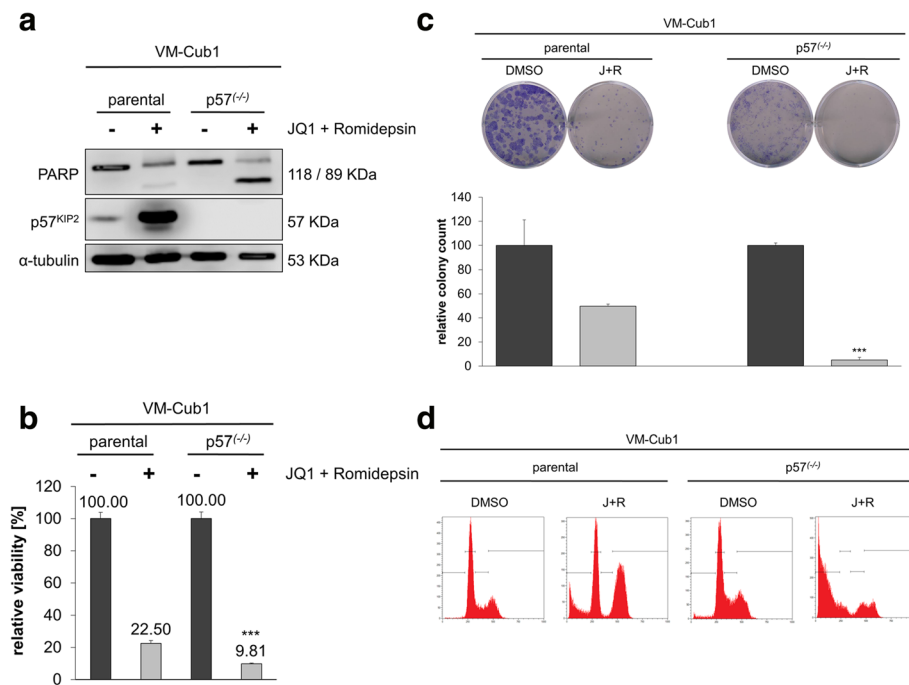 a
VM-Cub1
parental p57(-/-)
- + - + JQ1 + Romidepsin
PARP 118 / 89 KDa
p57KIP2 57 KDa
α-tubulin 53 KDa
b
VM-Cub1
parental p57(-/-)
- + - + JQ1 + Romidepsin
relative viability [%]
120
100
80
60
40
20
0
100.00 22.50 100.00 *** 9.81
c
VM-Cub1
parental p57(-/-)
DMSO J+R DMSO J+R
relative colony count
140
120
100
80
60
40
20
0
***
d
VM-Cub1
parental p57(-/-)
DMSO J+R DMSO J+R